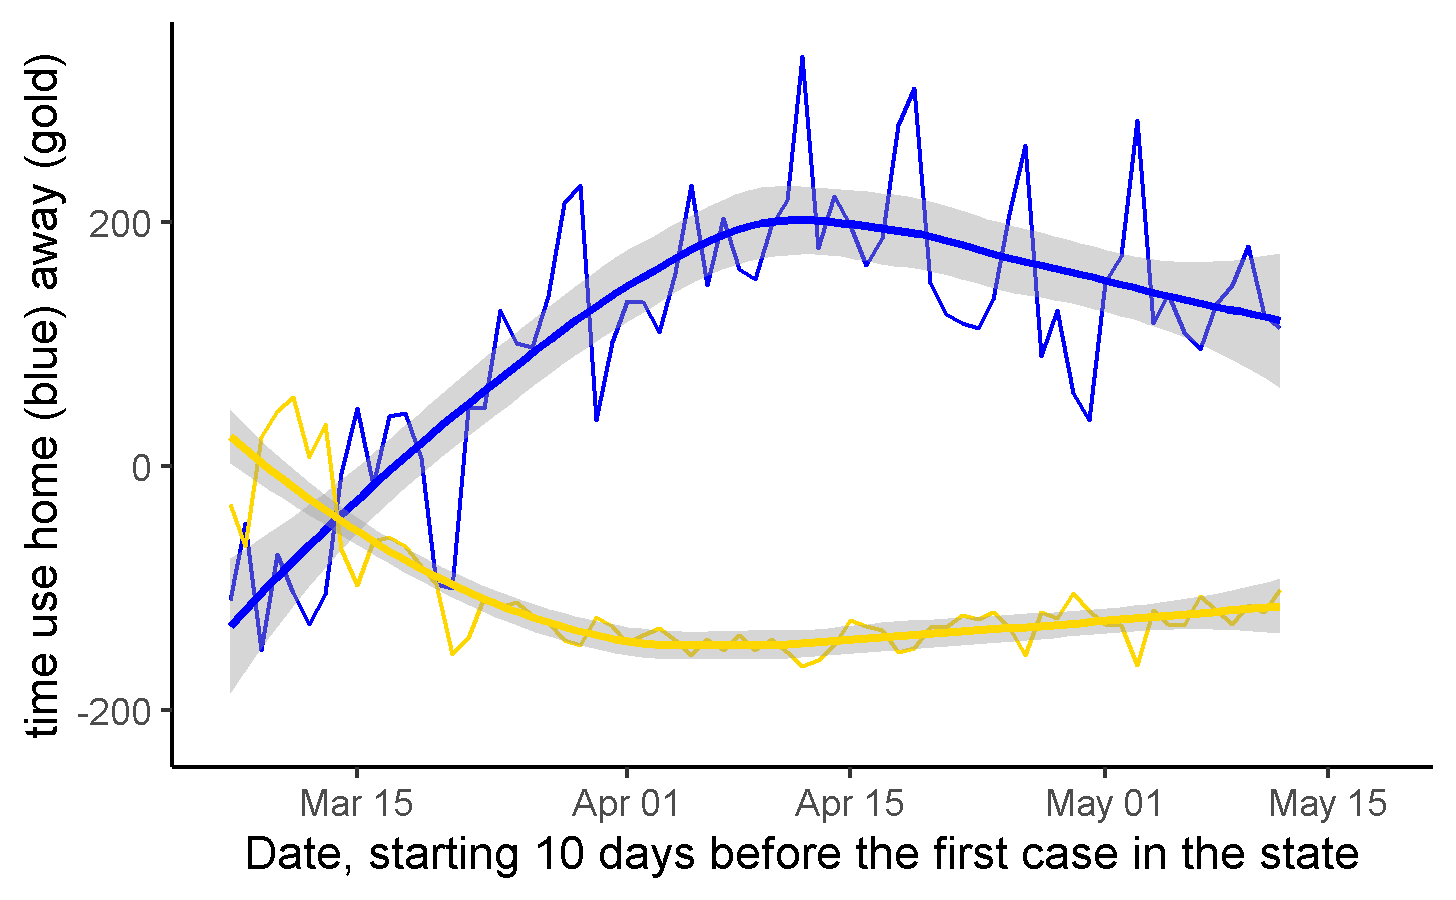 time use home (blue) away (gold)
200
0
-200
Mar 15
Apr 01
Apr 15
May 01
May 15
Date, starting 10 days before the first case in the state